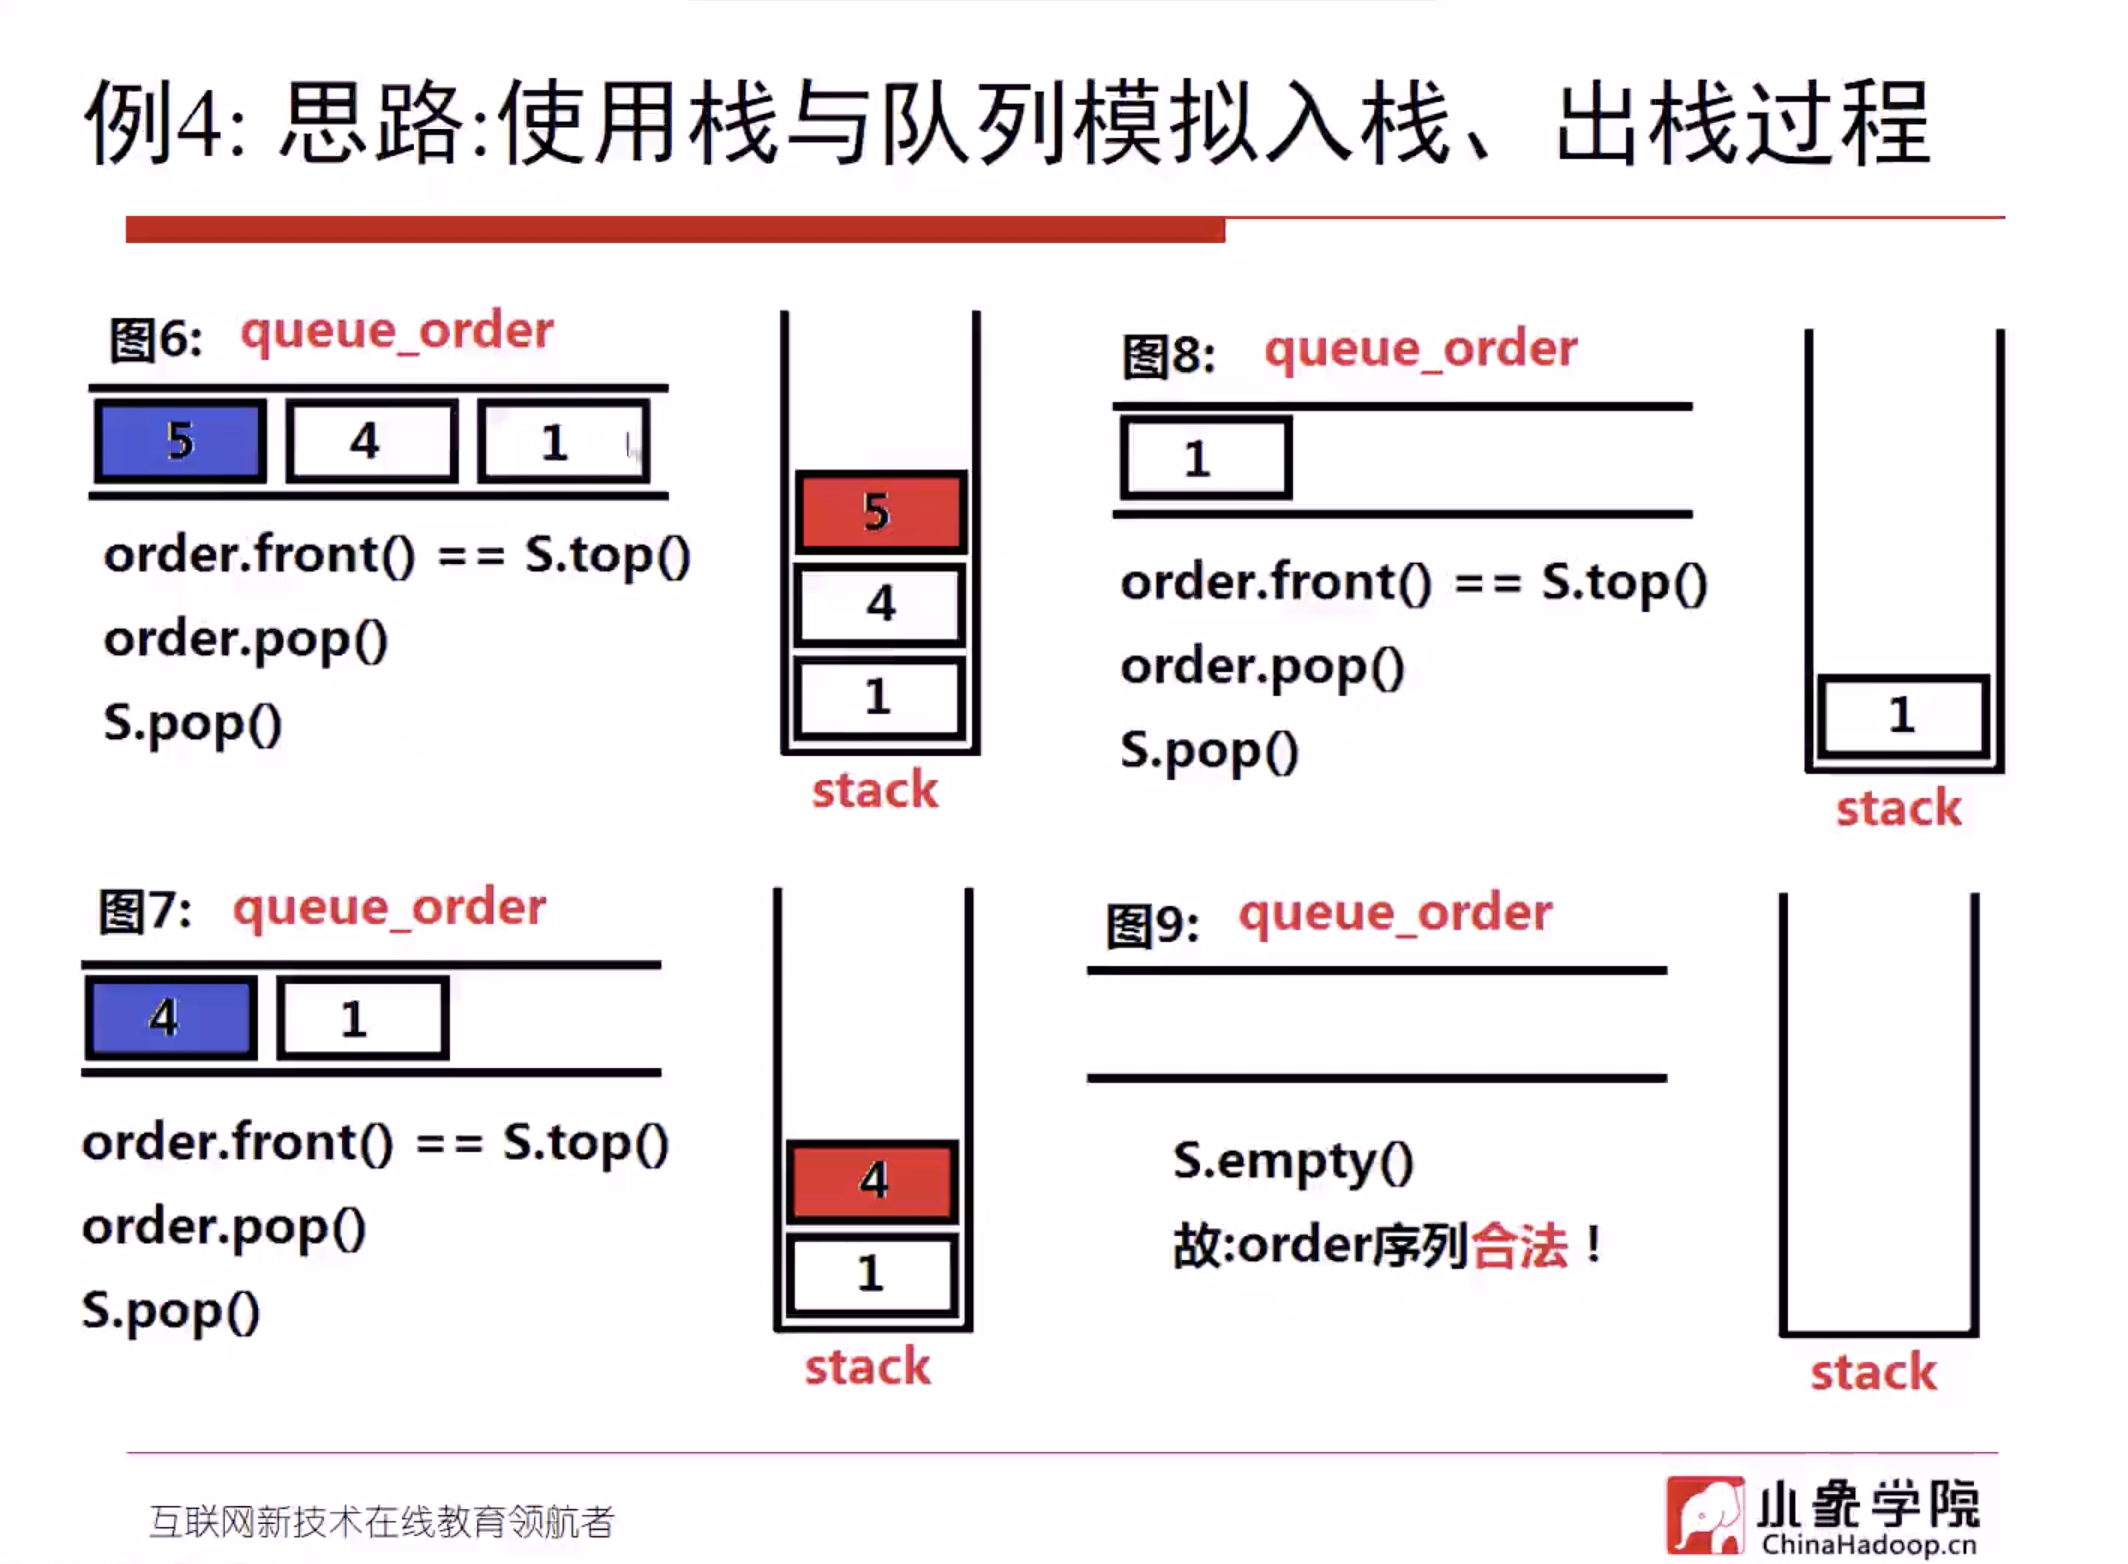 例4: 思路:使用栈与队列模拟入栈、出栈过程
图6: queue_order
5 4 1
order.front() == S.top()
order.pop()
S.pop()
5
4
1
stack
图7: queue_order
4 1
order.front() == S.top()
order.pop()
S.pop()
4
1
stack
图8: queue_order
1
order.front() == S.top()
order.pop()
S.pop()
1
stack
图9: queue_order
S.empty()
故:order序列合法！
stack
互联网新技术在线教育领航者
小象学院
ChinaHadoop.cn